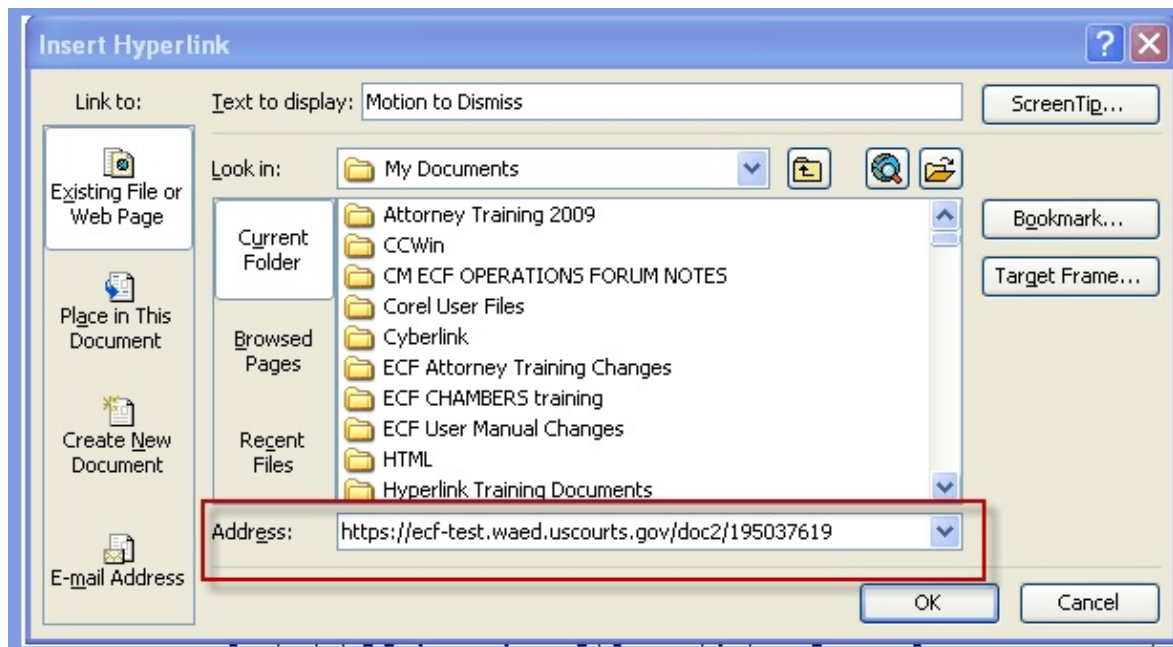 Insert Hyperlink
Link to:
Text to display: Motion to Dismiss
ScreenTip...
Existing File or
Web Page
Place in This
Document
Create New
Document
E-mail Address
Look in: My Documents
Current
Folder
Browsed
Pages
Recent
Files
Attorney Training 2009
CCWin
CM ECF OPERATIONS FORUM NOTES
Corel User Files
Cyberlink
ECF Attorney Training Changes
ECF CHAMBERS training
ECF User Manual Changes
HTML
Hyperlink Training Documents
Bookmark...
Target Frame...
Address: https://ecf-test.waed.uscourts.gov/doc2/195037619
OK
Cancel